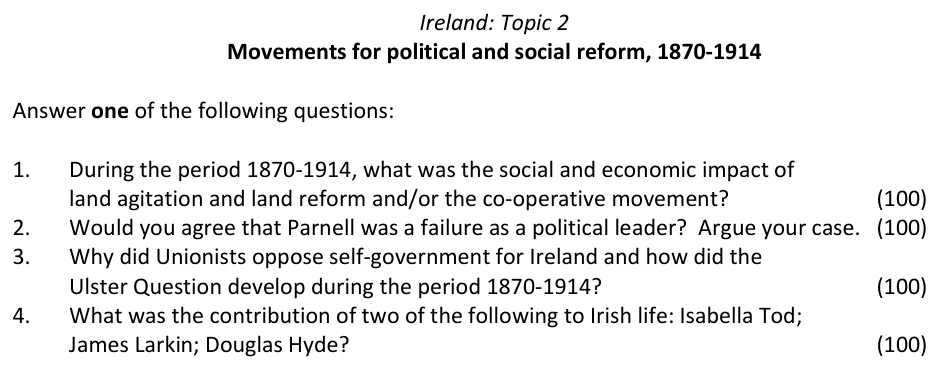 Ireland: Topic 2
Movements for political and social reform, 1870-1914
Answer one of the following questions:
1. During the period 1870-1914, what was the social and economic impact of
land agitation and land reform and/or the co-operative movement? (100)
2. Would you agree that Parnell was a failure as a political leader? Argue your case. (100)
3. Why did Unionists oppose self-government for Ireland and how did the
Ulster Question develop during the period 1870-1914? (100)
4. What was the contribution of two of the following to Irish life: Isabella Tod;
James Larkin; Douglas Hyde? (100)